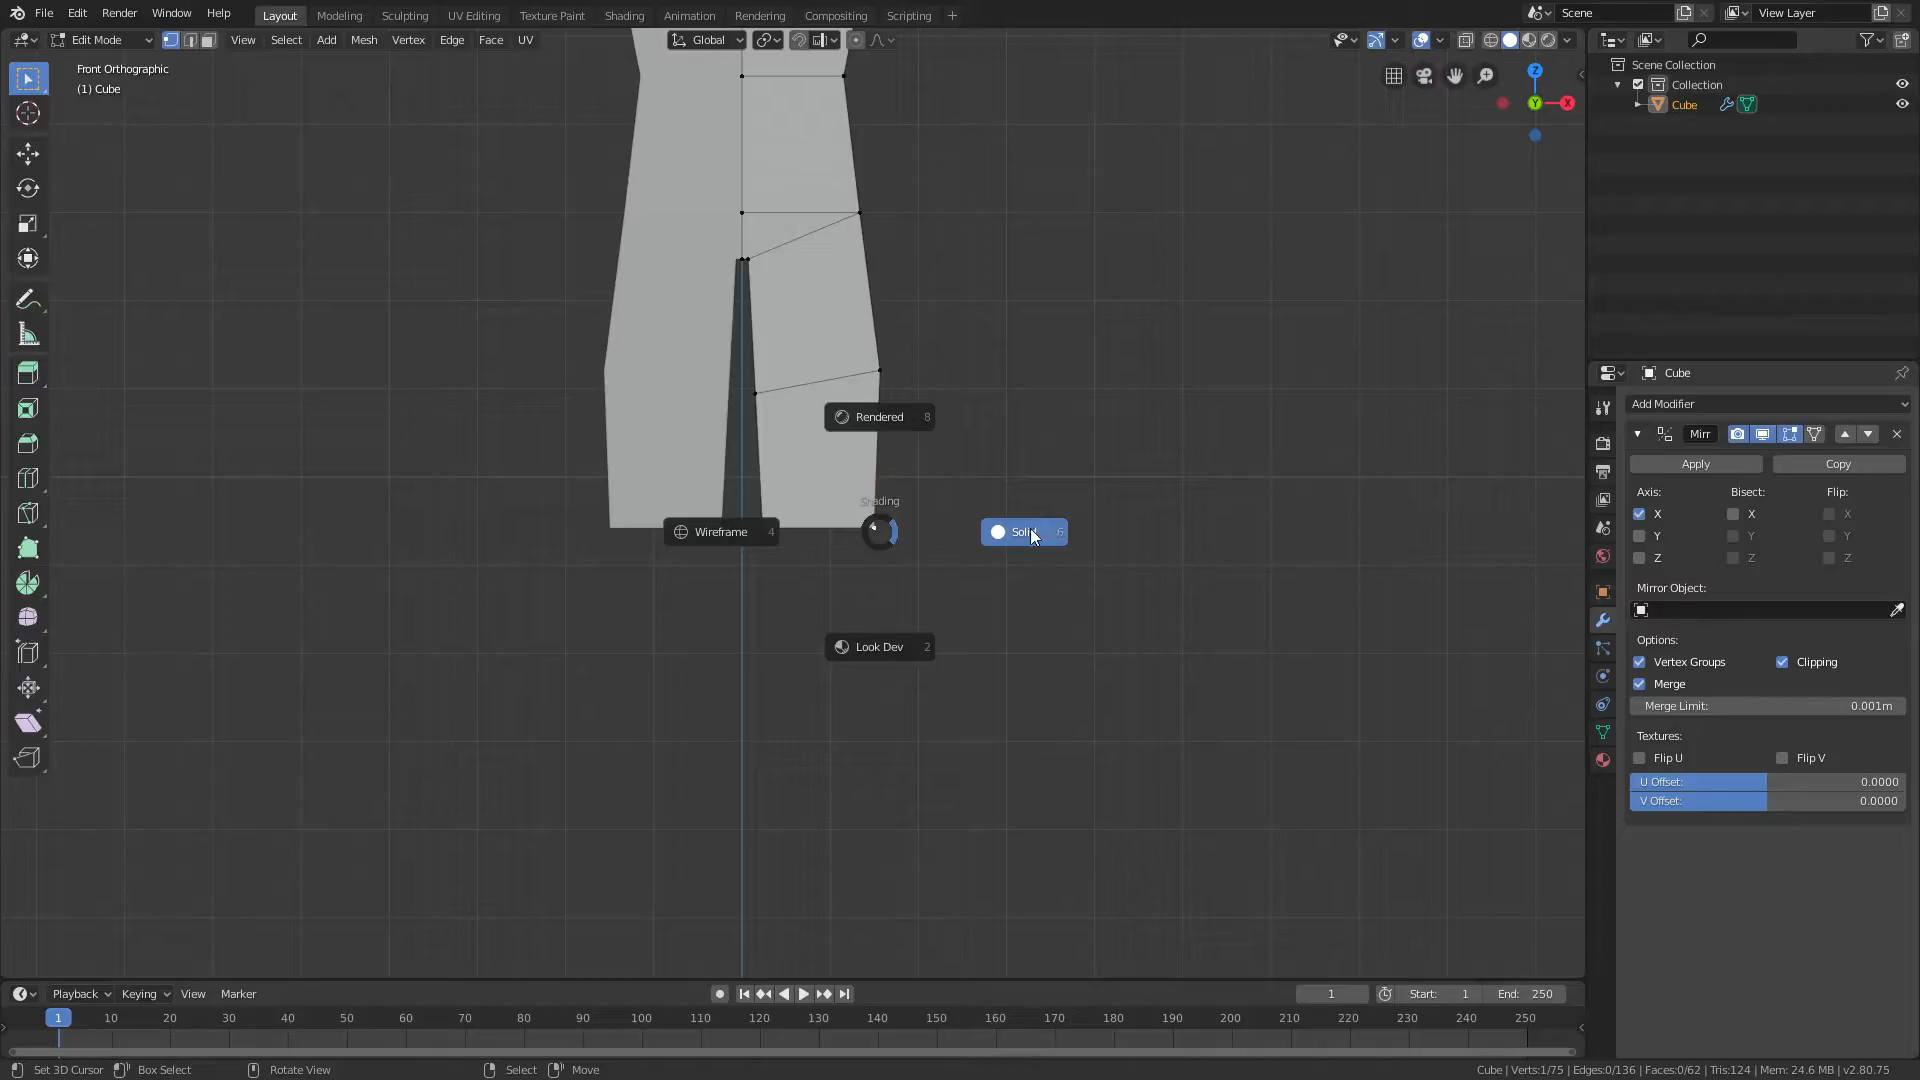 File Edit Render Window Help
Layout Modeling Sculpting UV Editing Texture Paint Shading Animation Rendering Compositing Scripting
Scene
View Layer
Edit Mode
View Select Add Mesh Vertex Edge Face UV
Global
Front Orthographic
(1) Cube
Z
Y
X
Scene Collection
Collection
Cube
Cube
Add Modifier
Mirr
Apply
Copy
Axis: Bisect: Flip:
X X X
Y Y Y
Z Z Z
Mirror Object:
Options:
Vertex Groups
Clipping
Merge
Merge Limit: 0.001m
Textures:
Flip U
Flip V
U Offset: 0.0000
V Offset: 0.0000
Rendered 8
Shading
Wireframe 4
Soli 6
Look Dev 2
Playback Keying View Marker
1
Start: 1
End: 250
1 10 20 30 40 50 60 70 80 90 100 110 120 130 140 150 160 170 180 190 200 210 220 230 240 250
Set 3D Cursor
Box Select
Rotate View
Select
Move
Cube | Verts:1/75 | Edges:0/136 | Faces:0/62 | Tris:124 | Mem: 24.6 MB | v2.80.75